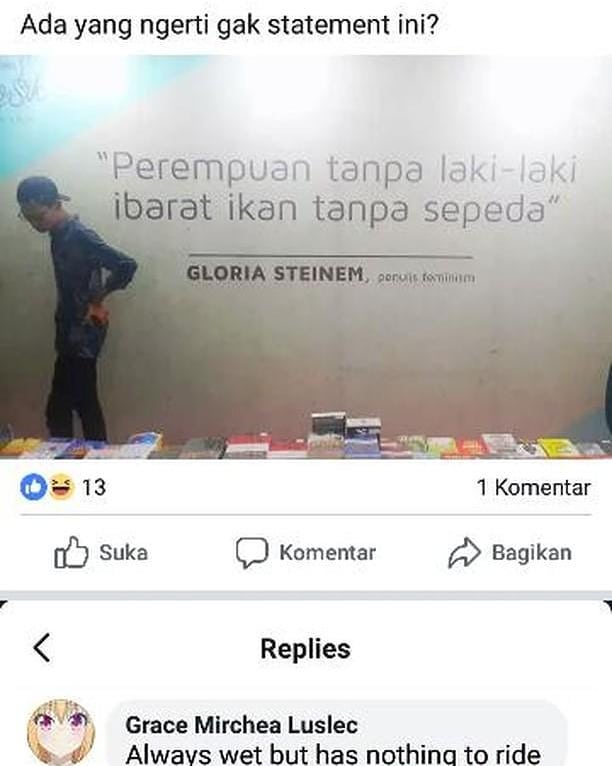 Ada yang ngerti gak statement ini?
"Perempuan tanpa laki-laki
ibarat ikan tanpa sepeda"
GLORIA STEINEM, penulis feminism
13
1 Komentar
Suka
Komentar
Bagikan
Replies
Grace Mirchea Luslec
Always wet but has nothing to ride